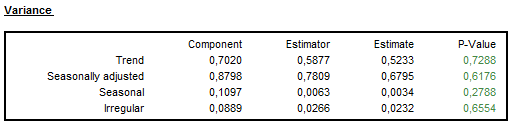 Variance
Component Estimator Estimate P-Value
Trend 0,7020 0,5877 0,5233 0,7288
Seasonally adjusted 0,8798 0,7809 0,6795 0,6176
Seasonal 0,1097 0,0063 0,0034 0,2788
Irregular 0,0889 0,0266 0,0232 0,6554